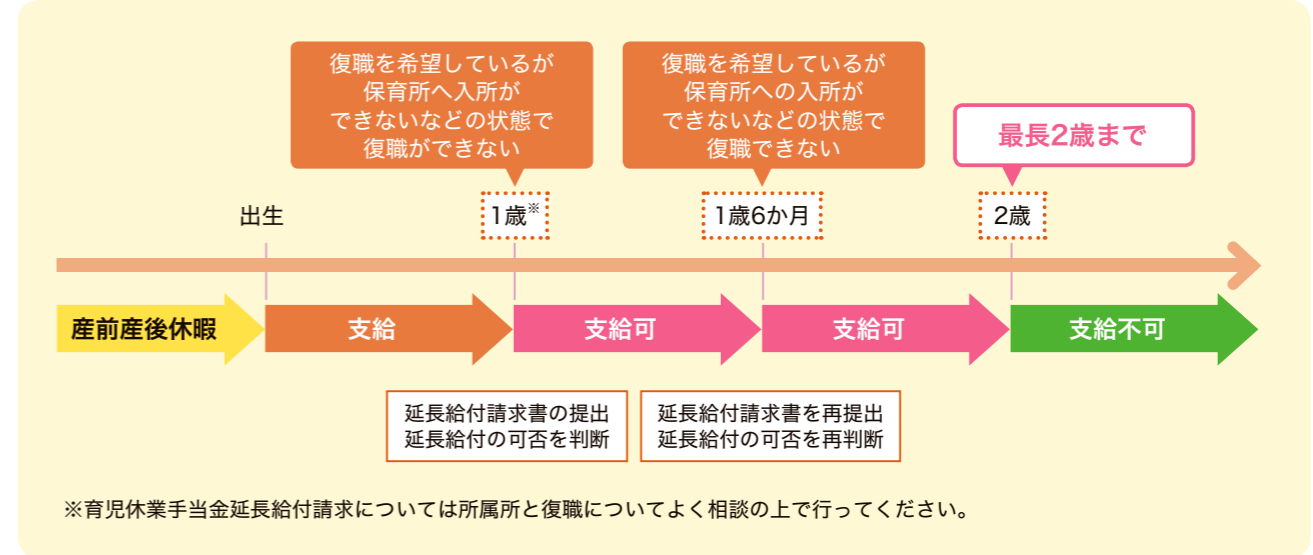 復職を希望しているが
保育所へ入所が
できないなどの状態で
復職ができない
復職を希望しているが
保育所への入所が
できないなどの状態で
復職できない
最長2歳まで
出生
1歳※
1歳6か月
2歳
産前産後休暇
支給
支給可
支給可
支給不可
延長給付請求書の提出
延長給付の可否を判断
延長給付請求書を再提出
延長給付の可否を再判断
※育児休業手当金延長給付請求については所属所と復職についてよく相談の上で行ってください。